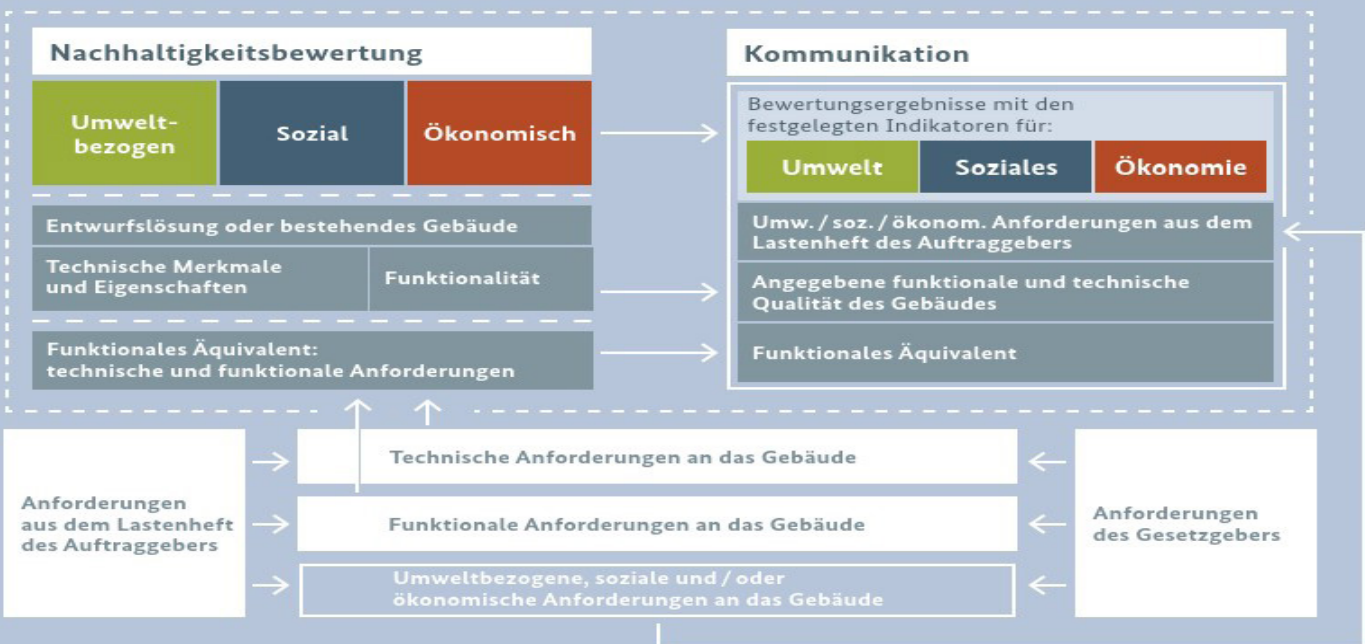 Nachhaltigkeitsbewertung
Umwelt-
bezogen
Sozial
Ökonomisch
Entwurfslösung oder bestehendes Gebäude
Technische Merkmale
und Eigenschaften
Funktionalität
Funktionales Äquivalent:
technische und funktionale Anforderungen
Kommunikation
Bewertungsergebnisse mit den
festgelegten Indikatoren für:
Umwelt
Soziales
Ökonomie
Umw. / soz. / ökonom. Anforderungen aus dem
Lastenheft des Auftraggebers
Angegebene funktionale und technische
Qualität des Gebäudes
Funktionales Äquivalent
Anforderungen
aus dem Lastenheft
des Auftraggebers
Technische Anforderungen an das Gebäude
Funktionale Anforderungen an das Gebäude
Umweltbezogene, soziale und / oder
ökonomische Anforderungen an das Gebäude
Anforderungen
des Gesetzgebers